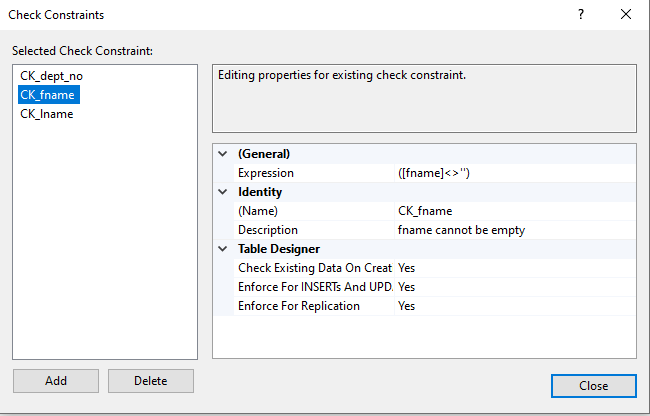 Check Constraints
?
Selected Check Constraint:
CK_dept_no
CK_fname
CK_lname
Editing properties for existing check constraint.
(General)
Expression ([fname]<>'')
Identity
(Name) CK_fname
Description fname cannot be empty
Table Designer
Check Existing Data On Creat Yes
Enforce For INSERTs And UPD. Yes
Enforce For Replication Yes
Add
Delete
Close